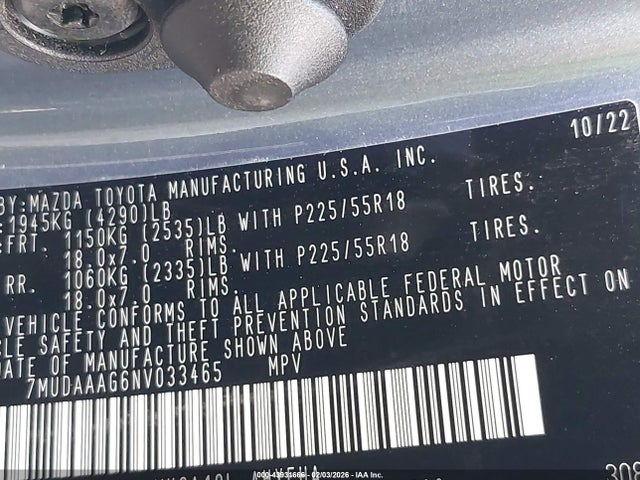 10/22
BY: MAZDA TOYOTA MANUFACTURING U.S.A. INC.
: 1945KG (4290)LB
: FRT. 1150KG (2535)LB WITH P225/55R18 TIRES.
18.0x7.0 RIMS.
RR. 1060KG (2335)LB WITH P225/55R18 TIRES.
18.0x7.0 RIMS.
VEHICLE CONFORMS TO ALL APPLICABLE FEDERAL MOTOR
CLE SAFETY AND THEFT PREVENTION STANDARDS IN EFFECT ON
DATE OF MANUFACTURE SHOWN ABOVE
7MUDAAAG6NV033465 MPV
308
000-43931666 - 02/03/2026 - IAA Inc.